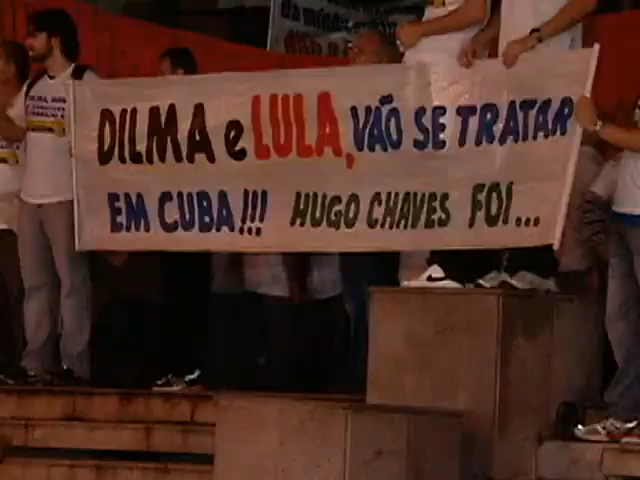 DILMA e LULA, VÃO SE TRATAR
EM CUBA!!! HUGO CHAVES FOI...